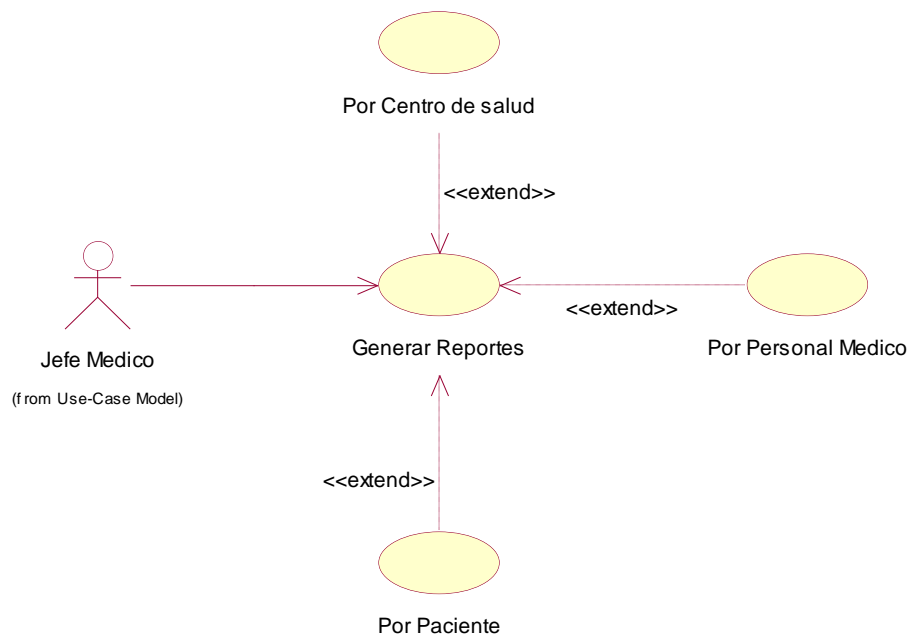 Por Centro de salud
<<extend>>
Jefe Medico
(from Use-Case Model)
Generar Reportes
<<extend>>
Por Personal Medico
<<extend>>
Por Paciente